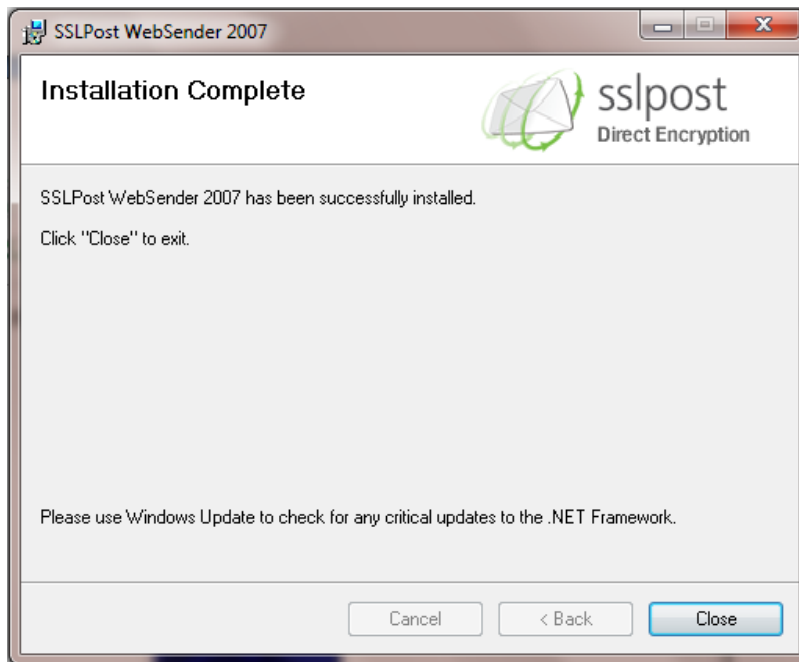 SSLPost WebSender 2007
Installation Complete
sslpost
Direct Encryption
SSLPost WebSender 2007 has been successfully installed.
Click "Close" to exit.
Please use Windows Update to check for any critical updates to the .NET Framework.
Cancel
< Back
Close